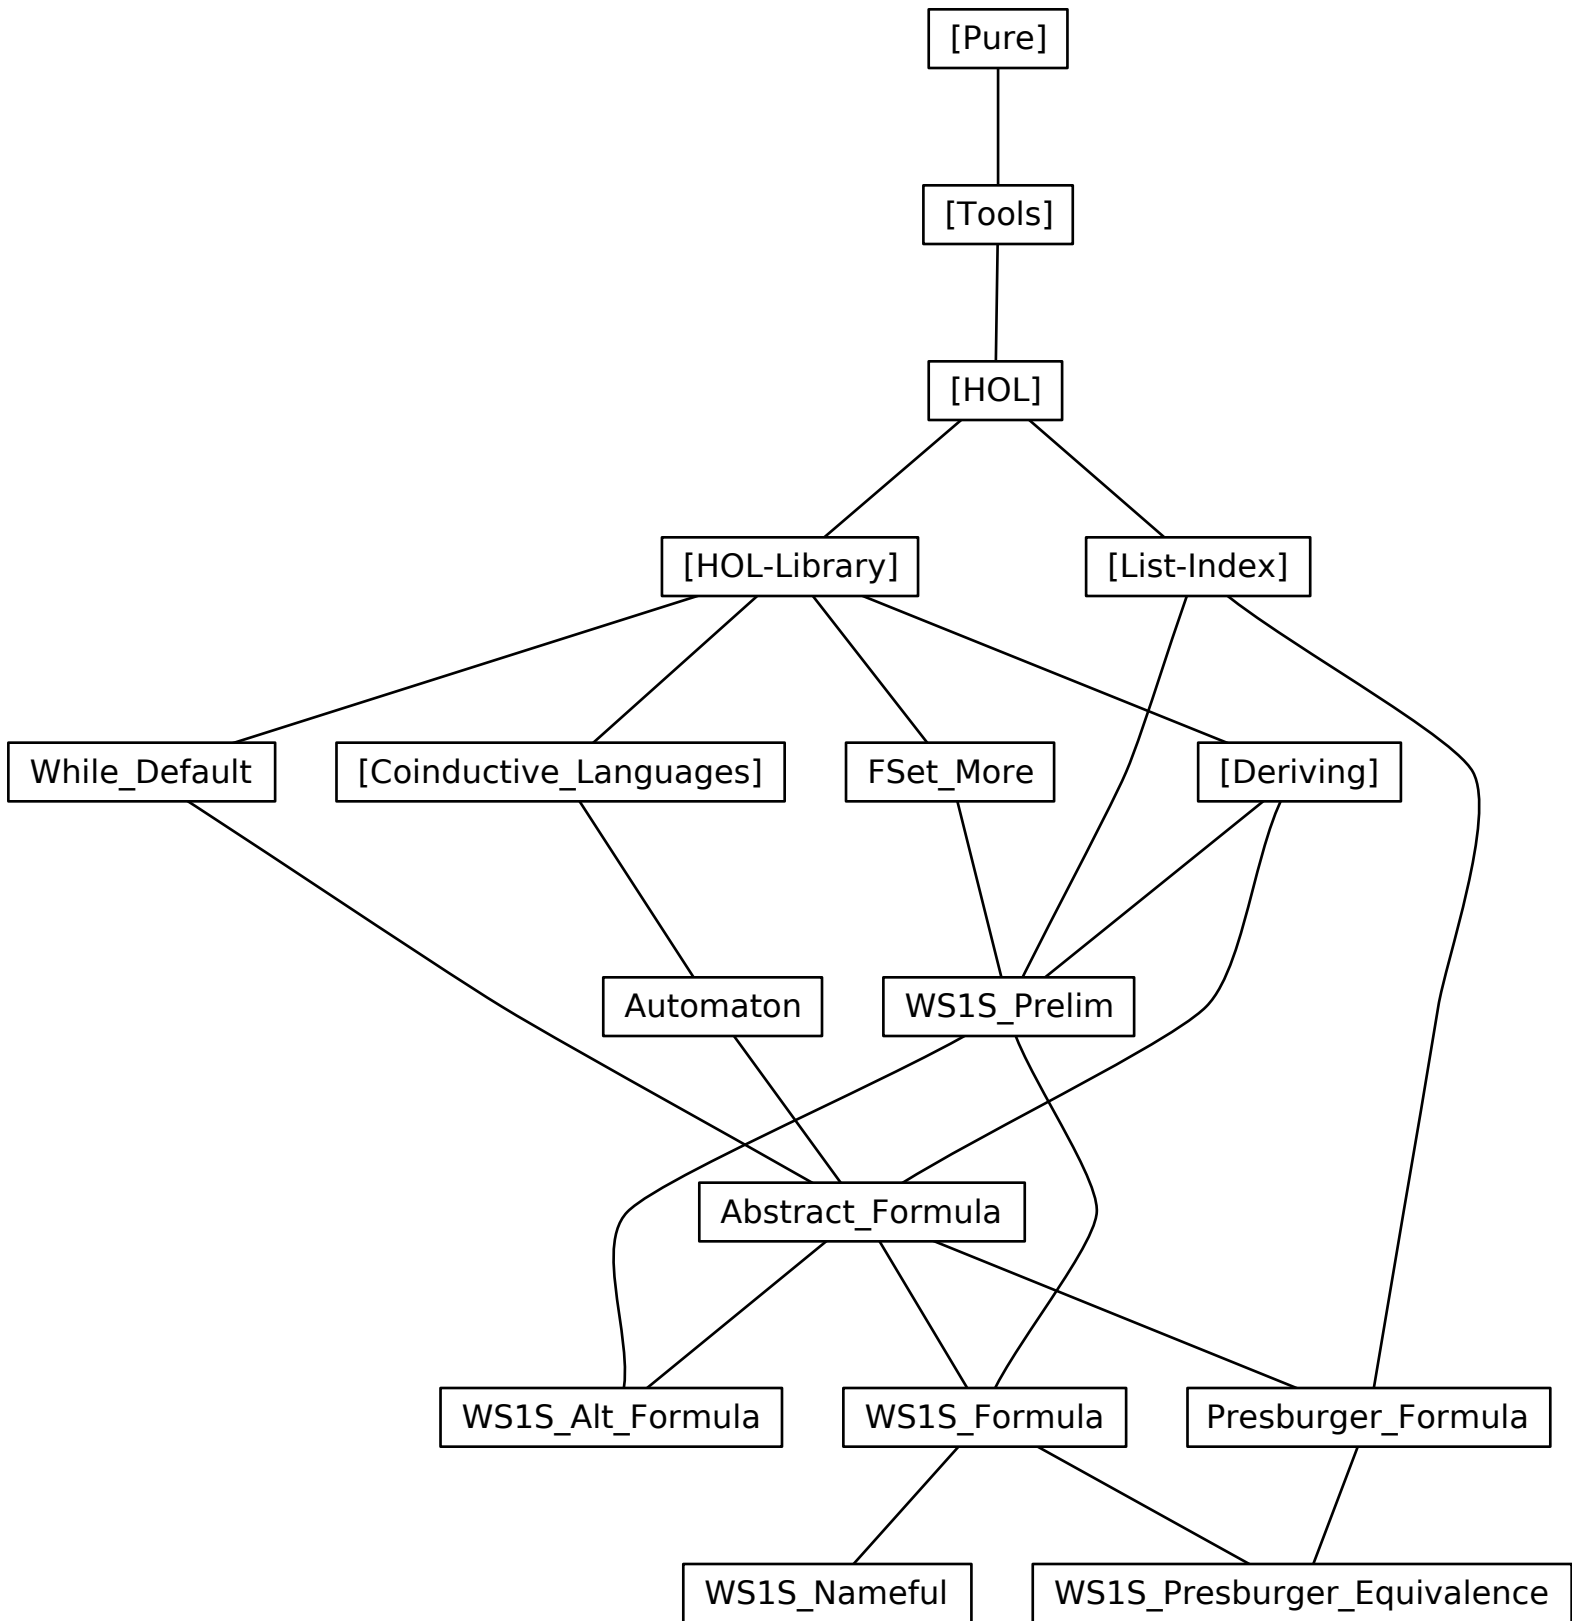 [Pure]
[Tools]
[HOL]
[HOL-Library]
[List-Index]
While_Default
[Coinductive_Languages]
FSet_More
[Deriving]
Automaton
WS1S_Prelim
Abstract_Formula
WS1S_Alt_Formula
WS1S_Formula
Presburger_Formula
WS1S_Nameful
WS1S_Presburger_Equivalence